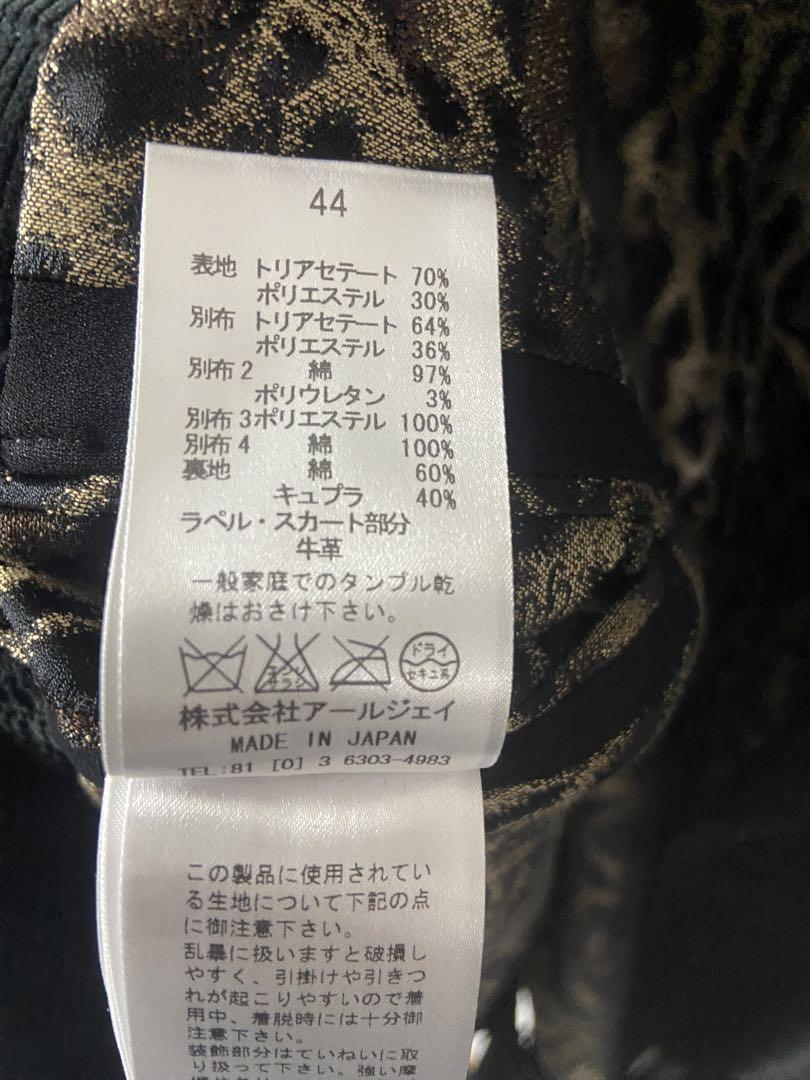 44
表地 トリアセテート 70%
ポリエステル 30%
別布 トリアセテート 64%
ポリエステル 36%
別布2 綿 97%
ポリウレタン 3%
別布3ポリエステル 100%
別布4 綿 100%
裏地 綿 60%
キュプラ 40%
ラペル・スカート部分
牛革
一般家庭でのタンブル乾
燥はおさけ下さい。
エンソ サラシ ドライ セキユ系
株式会社アールジェイ
MADE IN JAPAN
TEL:81 [0] 3 6303-4983
この製品に使用されてい
る生地について下記の点
に御注意下さい。
乱暴に扱いますと破損し
やすく、引掛けや引きつ
れが起こりやすいので着
用中、着脱時には十分御
注意下さい。
装飾部分はていねいに取
り扱って下さい。強い摩